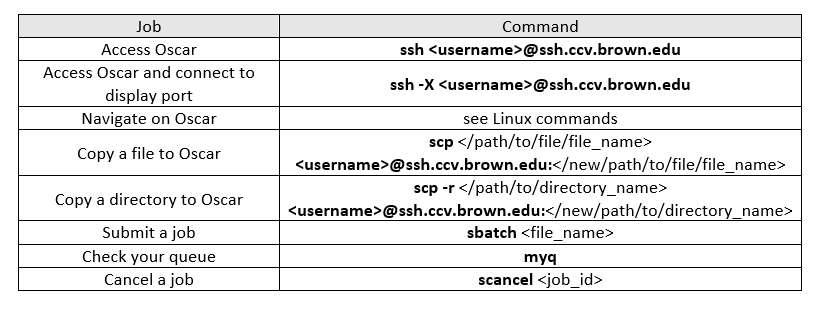 Job Command
Access Oscar ssh <username>@ssh.ccv.brown.edu
Access Oscar and connect to
display port
ssh -X <username>@ssh.ccv.brown.edu
Navigate on Oscar see Linux commands
Copy a file to Oscar
scp </path/to/file/file_name>
<username>@ssh.ccv.brown.edu:</new/path/to/file/file_name>
Copy a directory to Oscar
scp -r </path/to/directory_name>
<username>@ssh.ccv.brown.edu:</new/path/to/directory_name>
Submit a job sbatch <file_name>
Check your queue myq
Cancel a job scancel <job_id>